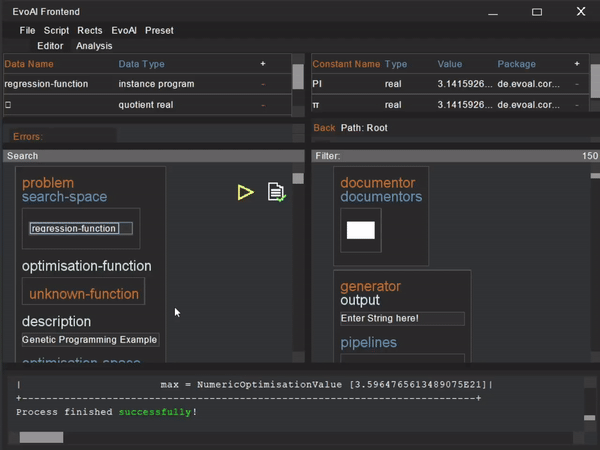 EvoAl Frontend
File Script Rects EvoAl Preset
Editor Analysis
Data Name Data Type +
regression-function instance program -
quotient real -
Errors:
Constant Name Type Value Package +
PI real 3.1415926... de.evoal.cor... -
π real 3.1415926... de.evoal.cor... -
Back Path: Root
Search
problem
search-space
regression-function
optimisation-function
unknown-function
description
Genetic Programming Example
optimisation-space
Filter: 150
documentor
documentors
generator
output
Enter String here!
pipelines
| max = NumericOptimisationValue [3.5964765613489075E21]|
+----------------------------------------------------------------------------+
Process finished successfully!